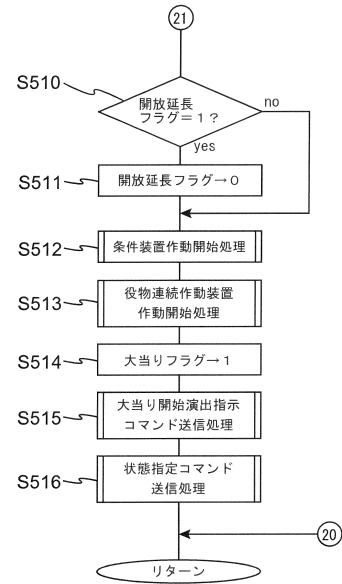 21
S510
開放延長
フラグ=1?
no
yes
S511
開放延長フラグ→0
S512
条件装置作動開始処理
S513
役物連続作動装置
作動開始処理
S514
大当りフラグ→1
S515
大当り開始演出指示
コマンド送信処理
S516
状態指定コマンド
送信処理
20
リターン